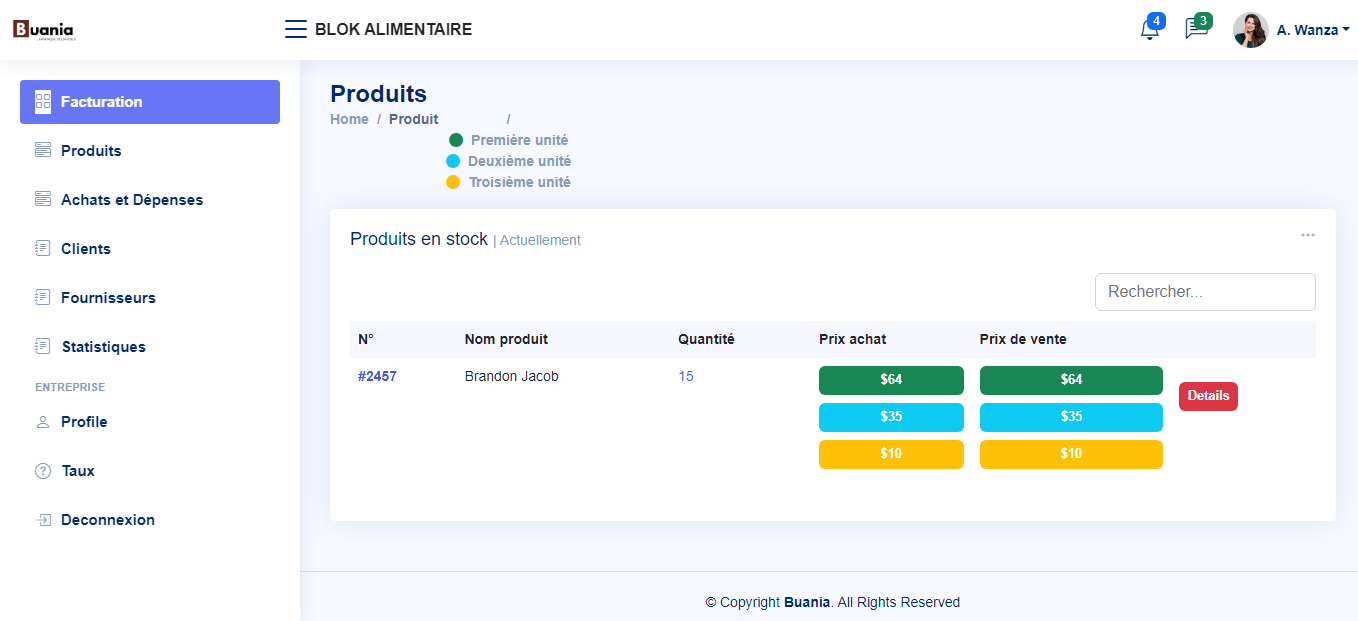 Buania
BLOK ALIMENTAIRE
4
3
A. Wanza
Facturation
Produits
Achats et Dépenses
Clients
Fournisseurs
Statistiques
ENTREPRISE
Profile
Taux
Deconnexion
Produits
Home / Produit /
Première unité
Deuxième unité
Troisième unité
Produits en stock | Actuellement
Rechercher...
N° Nom produit Quantité Prix achat Prix de vente
#2457 Brandon Jacob 15 $64 $64 Details
$35 $35
$10 $10
© Copyright Buania. All Rights Reserved